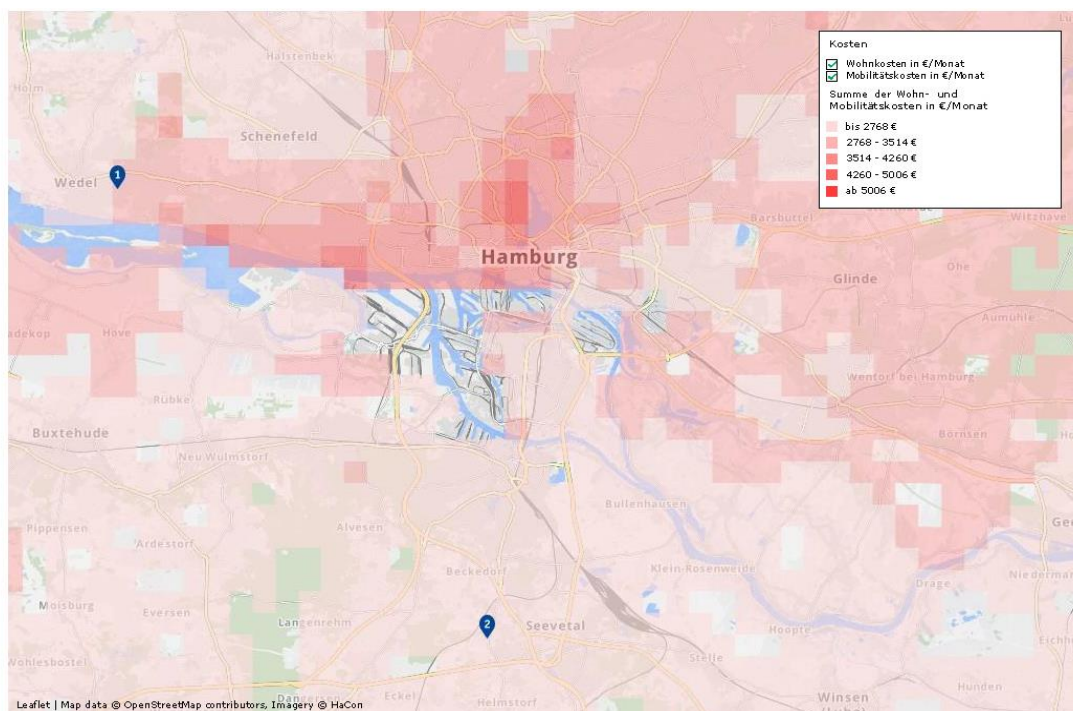 Halstenbek
Holm
Schenefeld
1
Wedel
Kosten
Wohnkosten in €/Monat
Mobilitätskosten in €/Monat
Summe der Wohn- und
Mobilitätskosten in €/Monat
bis 2768 €
2768 - 3514 €
3514 - 4260 €
4260 - 5006 €
ab 5006 €
Barsbüttel
Witzhave
Hamburg
Glinde
Ohe
Aumühle
Hove
Wentorf bei Hamburg
Rübke
Buxtehude
Börnsen
Neu Wulmstorf
Bullenhausen
Pippensen
Alvesen
Ardestorf
Beckedorf
Klein-Rosenweide
Drage
Moisburg
Eversen
Langenrehm
2
Seevetal
Hoopte
Wohlesbostel
Stelle
Hunden
Dangersen
Eckel
Helmstorf
Winsen
(Luhe)
Leaflet | Map data © OpenStreetMap contributors, Imagery © HaCon